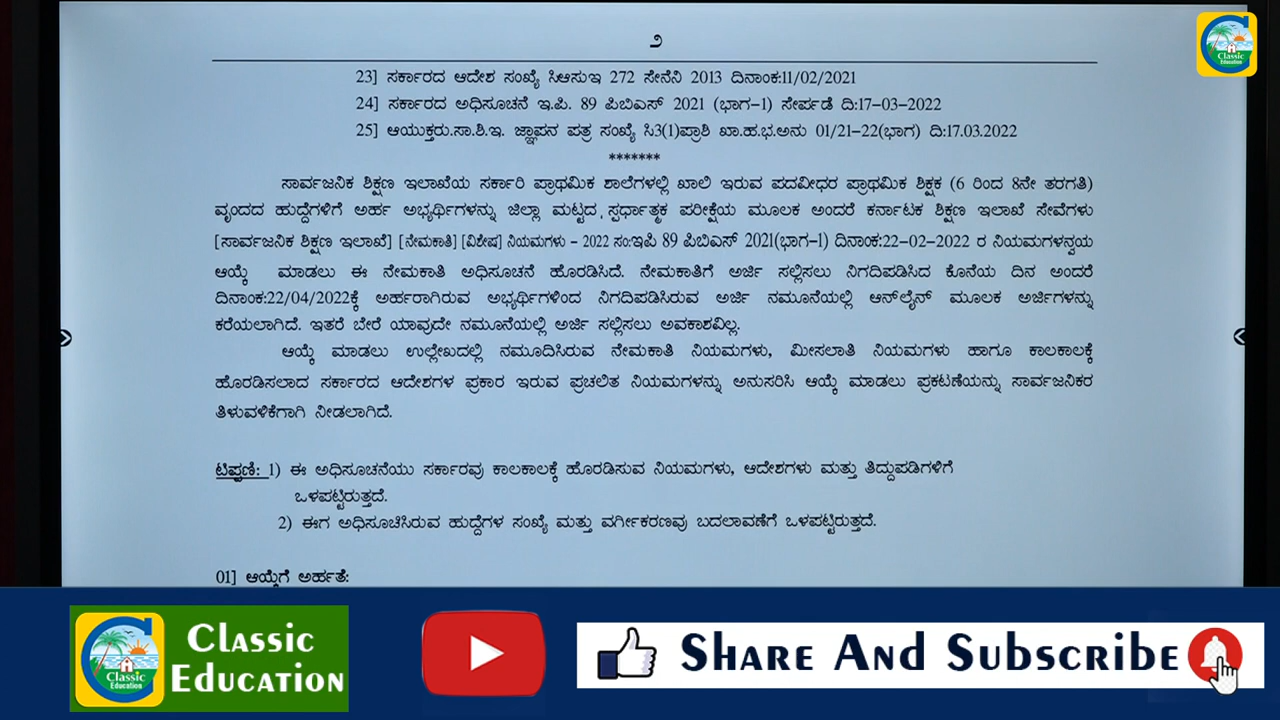 ೨
23] ಸರ್ಕಾರದ ಆದೇಶ ಸಂಖ್ಯೆ ಸಿಆಸುಇ 272 ಸೇನೆನಿ 2013 ದಿನಾಂಕ:11/02/2021
24] ಸರ್ಕಾರದ ಅಧಿಸೂಚನೆ ಇ.ಪಿ. 89 ಪಿಬಿಎಸ್ 2021 (ಭಾಗ-1) ಸೇರ್ಪಡೆ ದಿ:17-03-2022
25] ಆಯುಕ್ತರು.ಸಾ.ಶಿ.ಇ. ಜ್ಞಾಪನ ಪತ್ರ ಸಂಖ್ಯೆ ಸಿ3(1)ಪ್ರಾಶಿ ಖಾ.ಹ.ಭ.ಅನು 01/21-22(ಭಾಗ) ದಿ:17.03.2022
*******
ಸಾರ್ವಜನಿಕ ಶಿಕ್ಷಣ ಇಲಾಖೆಯ ಸರ್ಕಾರಿ ಪ್ರಾಥಮಿಕ ಶಾಲೆಗಳಲ್ಲಿ ಖಾಲಿ ಇರುವ ಪದವೀಧರ ಪ್ರಾಥಮಿಕ ಶಿಕ್ಷಕ (6 ರಿಂದ 8ನೇ ತರಗತಿ)
ವೃಂದದ ಹುದ್ದೆಗಳಿಗೆ ಅರ್ಹ ಅಭ್ಯರ್ಥಿಗಳನ್ನು ಜಿಲ್ಲಾ ಮಟ್ಟದ ಸ್ಪರ್ಧಾತ್ಮಕ ಪರೀಕ್ಷೆಯ ಮೂಲಕ ಅಂದರೆ ಕರ್ನಾಟಕ ಶಿಕ್ಷಣ ಇಲಾಖೆ ಸೇವೆಗಳು
[ಸಾರ್ವಜನಿಕ ಶಿಕ್ಷಣ ಇಲಾಖೆ] [ನೇಮಕಾತಿ] [ವಿಶೇಷ] ನಿಯಮಗಳು - 2022 ಸಂ:ಇಪಿ 89 ಪಿಬಿಎಸ್ 2021(ಭಾಗ-1) ದಿನಾಂಕ:22-02-2022 ರ ನಿಯಮಗಳನ್ವಯ
ಆಯ್ಕೆ ಮಾಡಲು ಈ ನೇಮಕಾತಿ ಅಧಿಸೂಚನೆ ಹೊರಡಿಸಿದೆ. ನೇಮಕಾತಿಗೆ ಅರ್ಜಿ ಸಲ್ಲಿಸಲು ನಿಗದಿಪಡಿಸಿದ ಕೊನೆಯ ದಿನ ಅಂದರೆ
ದಿನಾಂಕ:22/04/2022ಕ್ಕೆ ಅರ್ಹರಾಗಿರುವ ಅಭ್ಯರ್ಥಿಗಳಿಂದ ನಿಗದಿಪಡಿಸಿರುವ ಅರ್ಜಿ ನಮೂನೆಯಲ್ಲಿ ಆನ್‌ಲೈನ್ ಮೂಲಕ ಅರ್ಜಿಗಳನ್ನು
ಕರೆಯಲಾಗಿದೆ. ಇತರೆ ಬೇರೆ ಯಾವುದೇ ನಮೂನೆಯಲ್ಲಿ ಅರ್ಜಿ ಸಲ್ಲಿಸಲು ಅವಕಾಶವಿಲ್ಲ.
ಆಯ್ಕೆ ಮಾಡಲು ಉಲ್ಲೇಖದಲ್ಲಿ ನಮೂದಿಸಿರುವ ನೇಮಕಾತಿ ನಿಯಮಗಳು, ಮೀಸಲಾತಿ ನಿಯಮಗಳು ಹಾಗೂ ಕಾಲಕಾಲಕ್ಕೆ
ಹೊರಡಿಸಲಾದ ಸರ್ಕಾರದ ಆದೇಶಗಳ ಪ್ರಕಾರ ಇರುವ ಪ್ರಚಲಿತ ನಿಯಮಗಳನ್ನು ಅನುಸರಿಸಿ ಆಯ್ಕೆ ಮಾಡಲು ಪ್ರಕಟಣೆಯನ್ನು ಸಾರ್ವಜನಿಕರ
ತಿಳುವಳಿಕೆಗಾಗಿ ನೀಡಲಾಗಿದೆ.
ಟಿಪ್ಪಣಿ: 1) ಈ ಅಧಿಸೂಚನೆಯು ಸರ್ಕಾರವು ಕಾಲಕಾಲಕ್ಕೆ ಹೊರಡಿಸುವ ನಿಯಮಗಳು, ಆದೇಶಗಳು ಮತ್ತು ತಿದ್ದುಪಡಿಗಳಿಗೆ
ಒಳಪಟ್ಟಿರುತ್ತದೆ.
2) ಈಗ ಅಧಿಸೂಚಿಸಿರುವ ಹುದ್ದೆಗಳ ಸಂಖ್ಯೆ ಮತ್ತು ವರ್ಗೀಕರಣವು ಬದಲಾವಣೆಗೆ ಒಳಪಟ್ಟಿರುತ್ತದೆ.
01] ಆಯ್ಕೆಗೆ ಅರ್ಹತೆ:
Classic
Education
Classic
Education
Classic
Education
Share And Subscribe